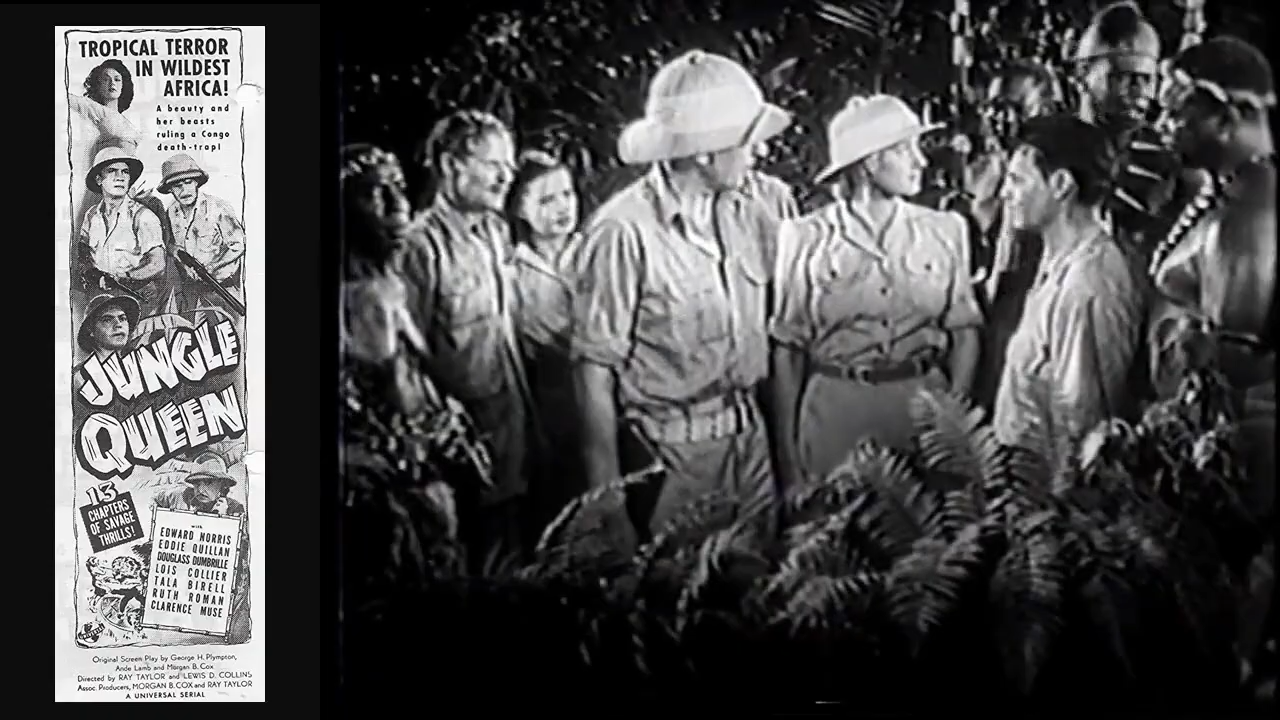 TROPICAL TERROR
IN WILDEST
AFRICA!
A beauty and
her beasts
ruling a Congo
death-trap!
JUNGLE
QUEEN
13
CHAPTERS
OF SAVAGE
THRILLS!
with
EDWARD NORRIS
EDDIE QUILLAN
DOUGLASS DUMBRILLE
LOIS COLLIER
TALA BIRELL
RUTH ROMAN
CLARENCE MUSE
Original Screen Play by George H. Plympton,
Ande Lamb and Morgan B. Cox
Directed by RAY TAYLOR and LEWIS D. COLLINS
Assoc. Producers, MORGAN B. COX and RAY TAYLOR
A UNIVERSAL SERIAL